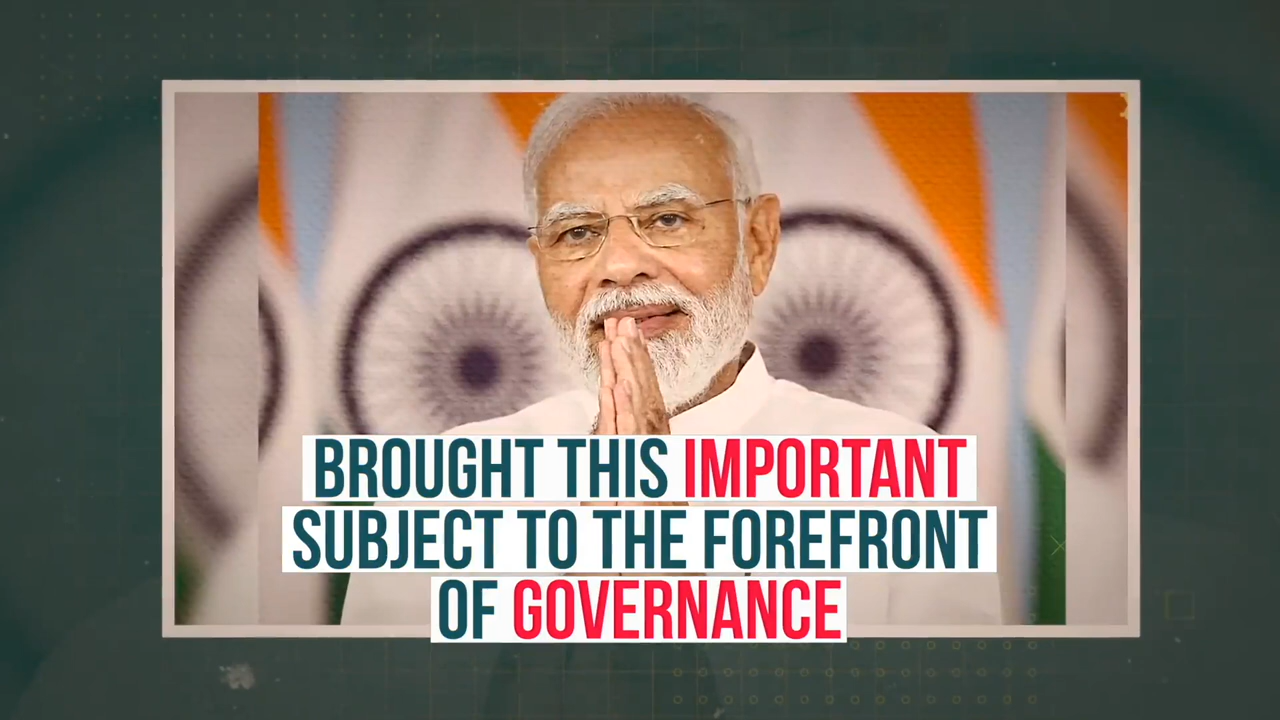 BROUGHT THIS IMPORTANT
SUBJECT TO THE FOREFRONT
OF GOVERNANCE